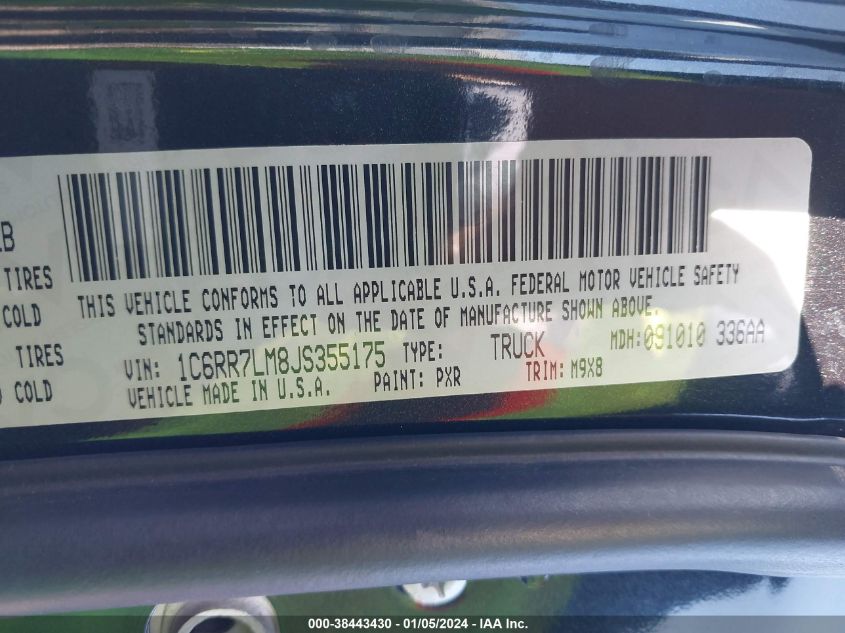 LB
TIRES
COLD
TIRES
COLD
THIS VEHICLE CONFORMS TO ALL APPLICABLE U.S.A. FEDERAL MOTOR VEHICLE SAFETY
STANDARDS IN EFFECT ON THE DATE OF MANUFACTURE SHOWN ABOVE.
VIN: 1C6RR7LM8JS355175 TYPE: TRUCK MDH:091010 336AA
VEHICLE MADE IN U.S.A. PAINT: PXR TRIM: M9X8
000-38443430 - 01/05/2024 - IAA Inc.